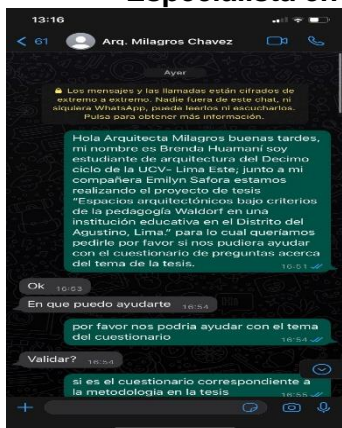 Especialista en
13:16
61
Arq. Milagros Chavez
Ayer
Los mensajes y las llamadas están cifrados de
extremo a extremo. Nadie fuera de este chat, ni
siquiera WhatsApp, puede leerlos ni escucharlos.
Pulsa para obtener más información.
Hola Arquitecta Milagros buenas tardes,
mi nombre es Brenda Huamaní soy
estudiante de arquitectura del Decimo
ciclo de la UCV- Lima Este; junto a mi
compañera Emilyn Safora estamos
realizando el proyecto de tesis
"Espacios arquitectónicos bajo criterios
de la pedagogía Waldorf en una
institución educativa en el Distrito del
Agustino, Lima." para lo cual queríamos
pedirle por favor si nos pudiera ayudar
con el cuestionario de preguntas acerca
del tema de la tesis.
16:51
Ok 16:53
En que puedo ayudarte 16:54
por favor nos podria ayudar con el tema
del cuestionario
16:54
Validar? 16:54
si es el cuestionario correspondiente a
la metodologia en la tesis
16:55